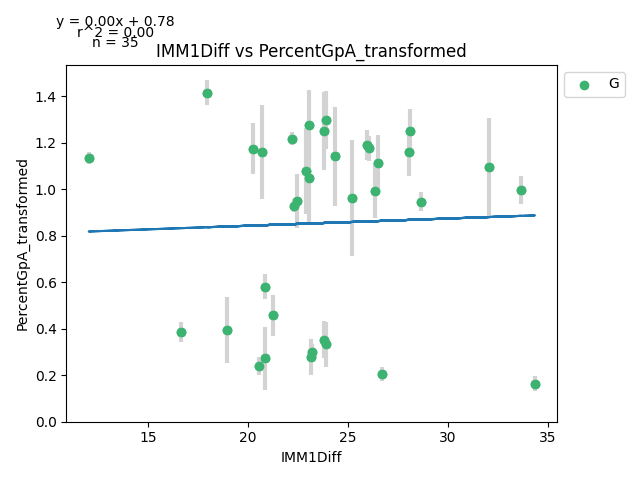 y = 0.00x + 0.78
r^2 = 0.00
n = 35
IMM1Diff vs PercentGpA_transformed
G
PercentGpA_transformed
1.4
1.2
1.0
0.8
0.6
0.4
0.2
0.0
15
20
25
30
35
IMM1Diff